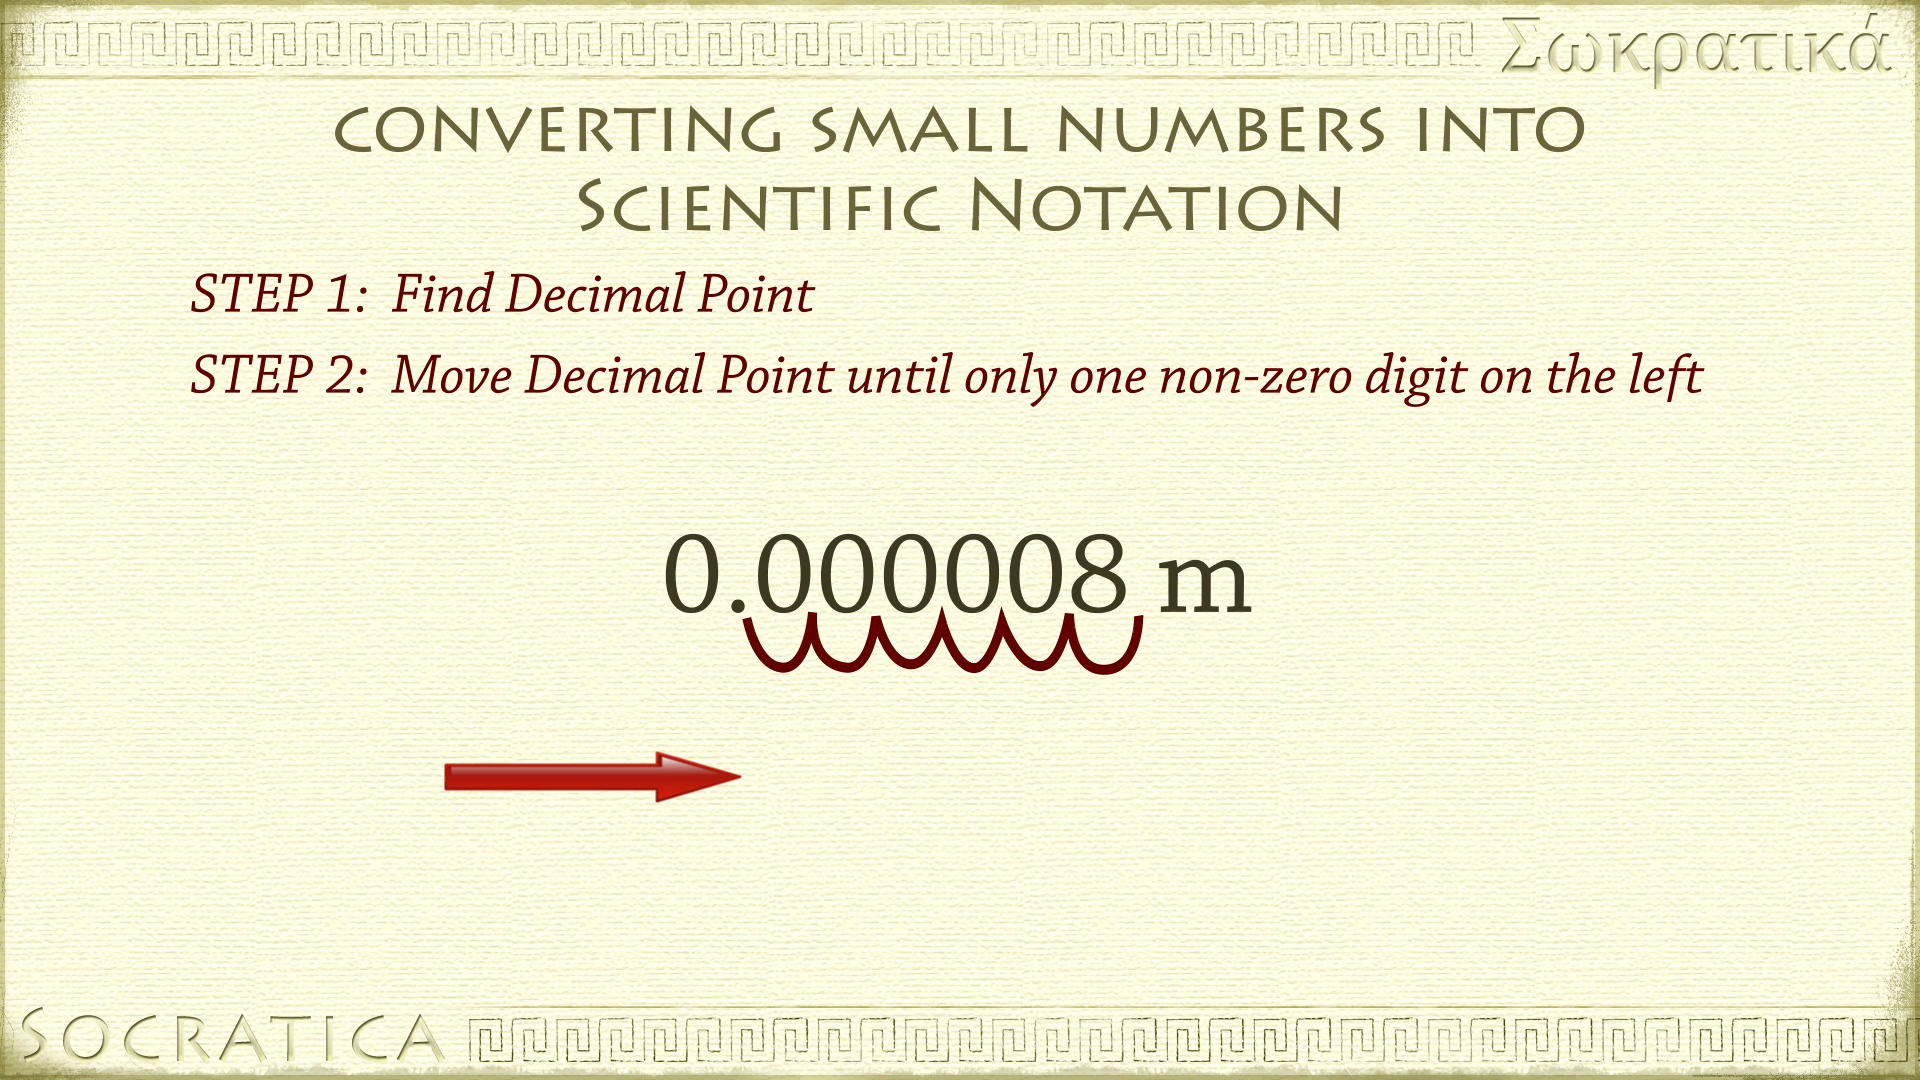 Σωκρατικά
CONVERTING SMALL NUMBERS INTO
SCIENTIFIC NOTATION
STEP 1: Find Decimal Point
STEP 2: Move Decimal Point until only one non-zero digit on the left
0.000008 m
SOCRATICA